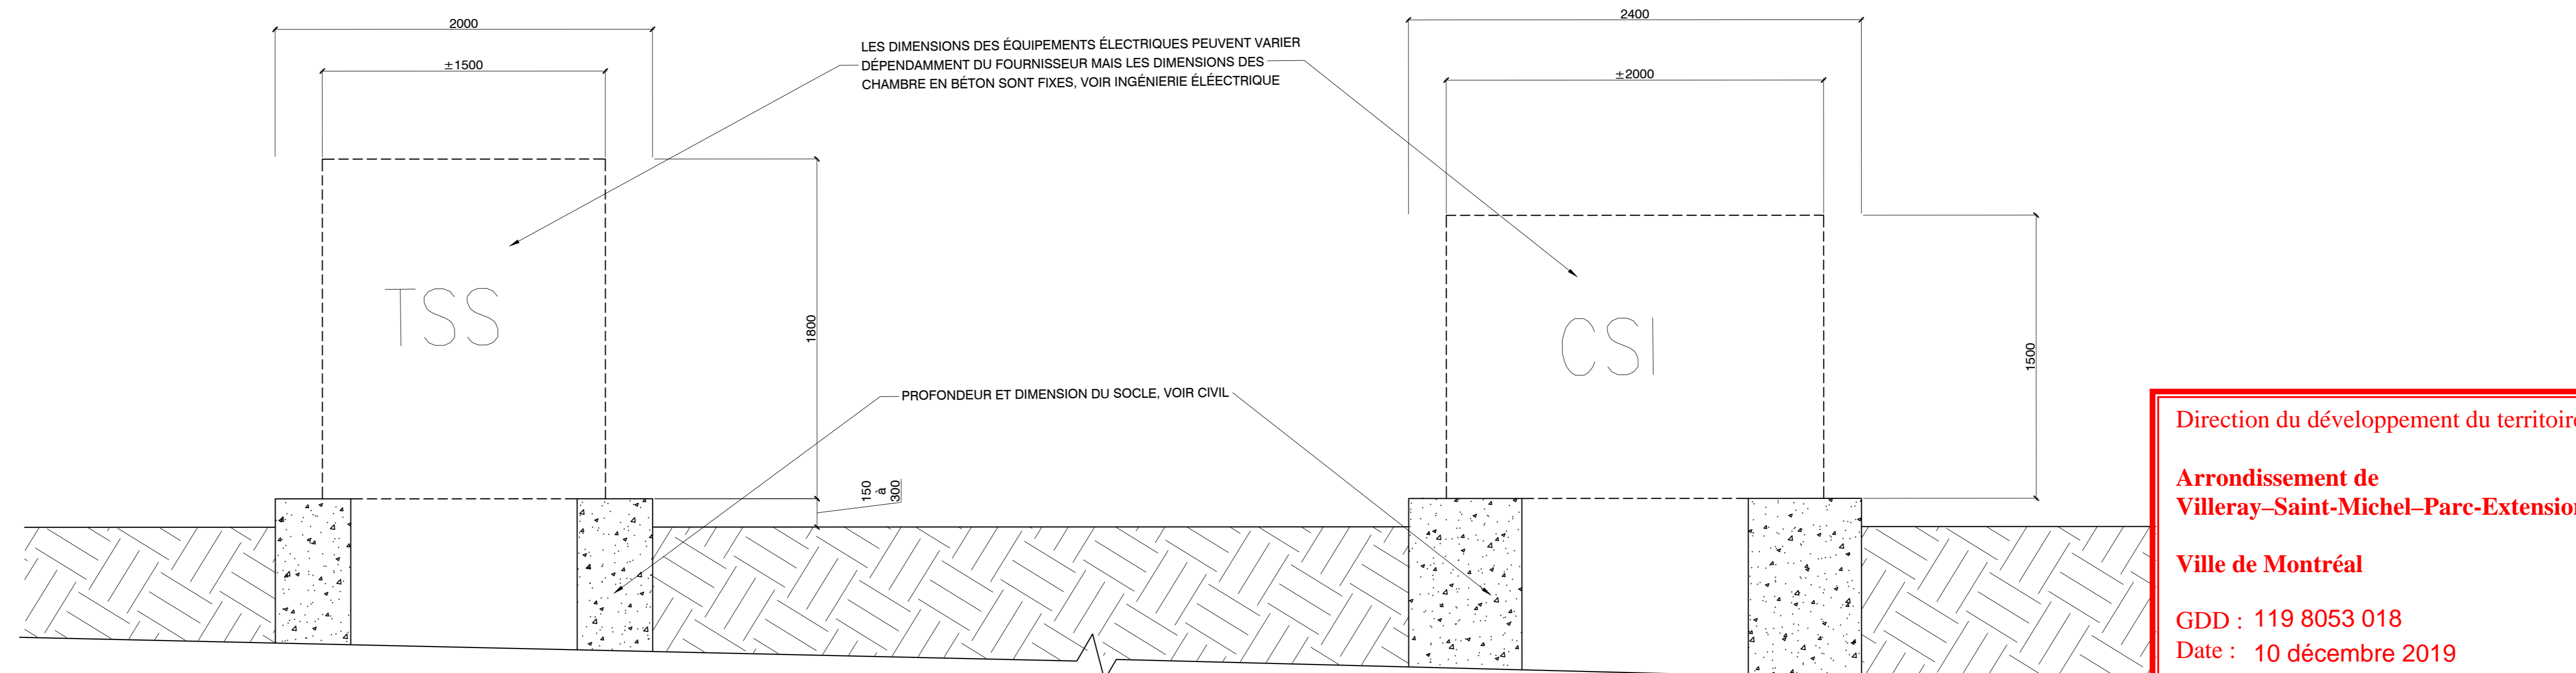 2000
±1500
LES DIMENSIONS DES ÉQUIPEMENTS ÉLECTRIQUES PEUVENT VARIER
DÉPENDAMMENT DU FOURNISSEUR MAIS LES DIMENSIONS DES
CHAMBRE EN BÉTON SONT FIXES, VOIR INGÉNIERIE ÉLÉECTRIQUE
2400
±2000
TSS
1800
CSI
1500
PROFONDEUR ET DIMENSION DU SOCLE, VOIR CIVIL
150
à
300
Direction du développement du territoire
Arrondissement de
Villeray–Saint-Michel–Parc-Extension
Ville de Montréal
GDD : 119 8053 018
Date : 10 décembre 2019